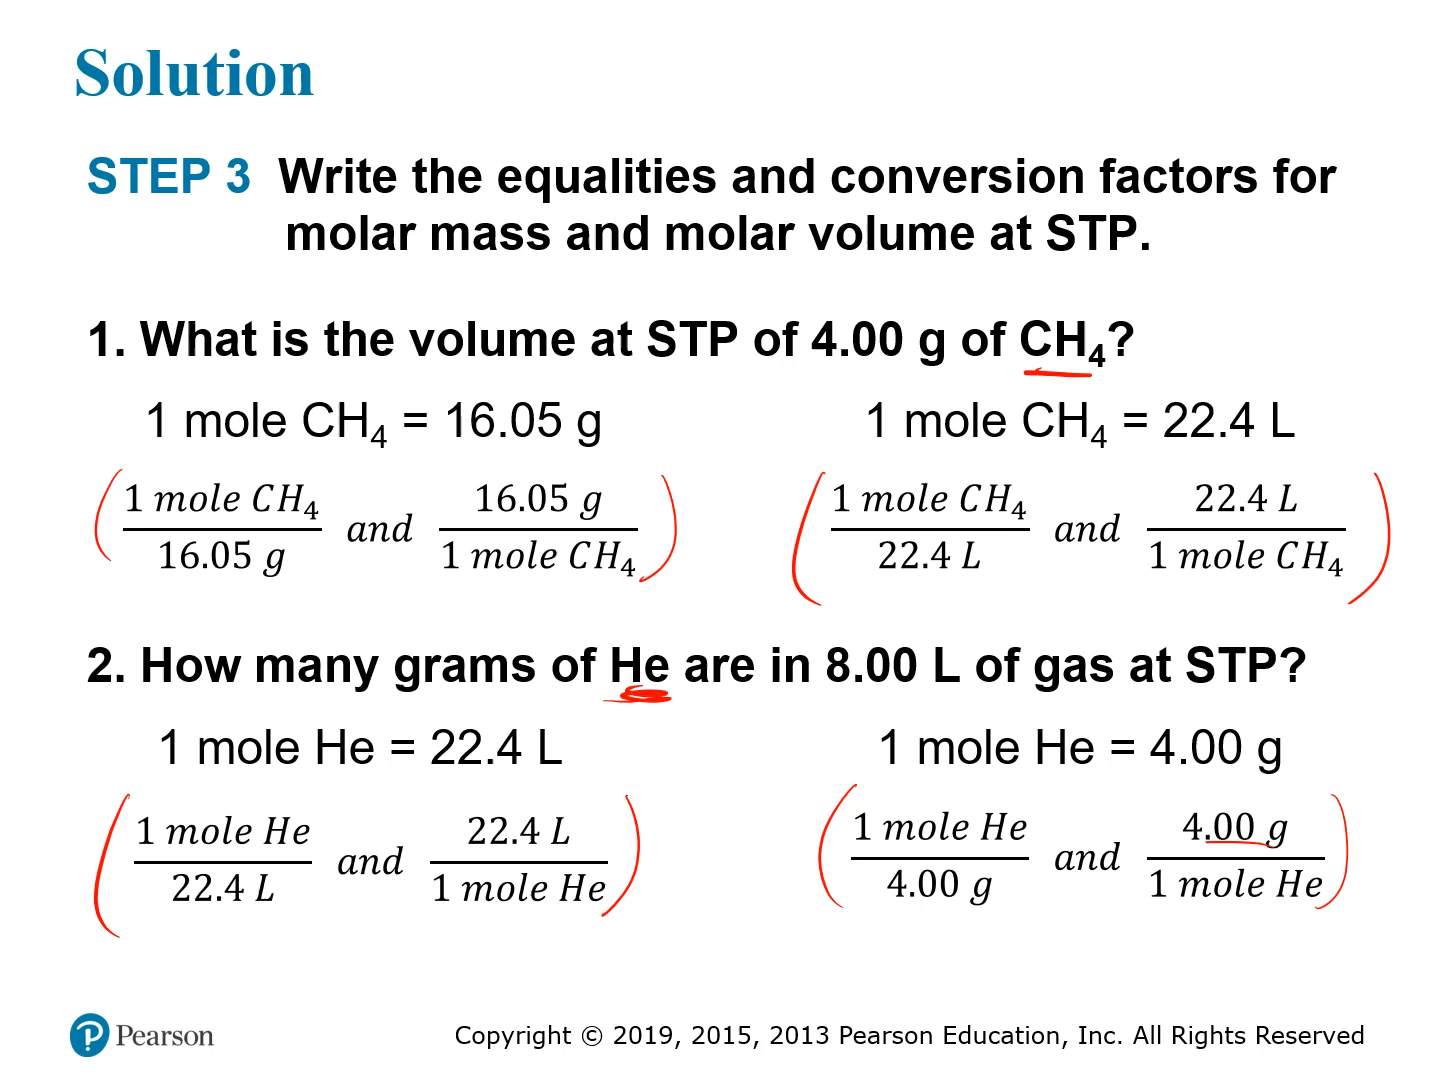 Solution
STEP 3 Write the equalities and conversion factors for
molar mass and molar volume at STP.
1. What is the volume at STP of 4.00 g of CH₄?
1 mole CH₄ = 16.05 g 1 mole CH₄ = 22.4 L
1 mole CH₄ / 16.05 g and 16.05 g / 1 mole CH₄ 1 mole CH₄ / 22.4 L and 22.4 L / 1 mole CH₄
2. How many grams of He are in 8.00 L of gas at STP?
1 mole He = 22.4 L 1 mole He = 4.00 g
1 mole He / 22.4 L and 22.4 L / 1 mole He 1 mole He / 4.00 g and 4.00 g / 1 mole He
Pearson Copyright © 2019, 2015, 2013 Pearson Education, Inc. All Rights Reserved